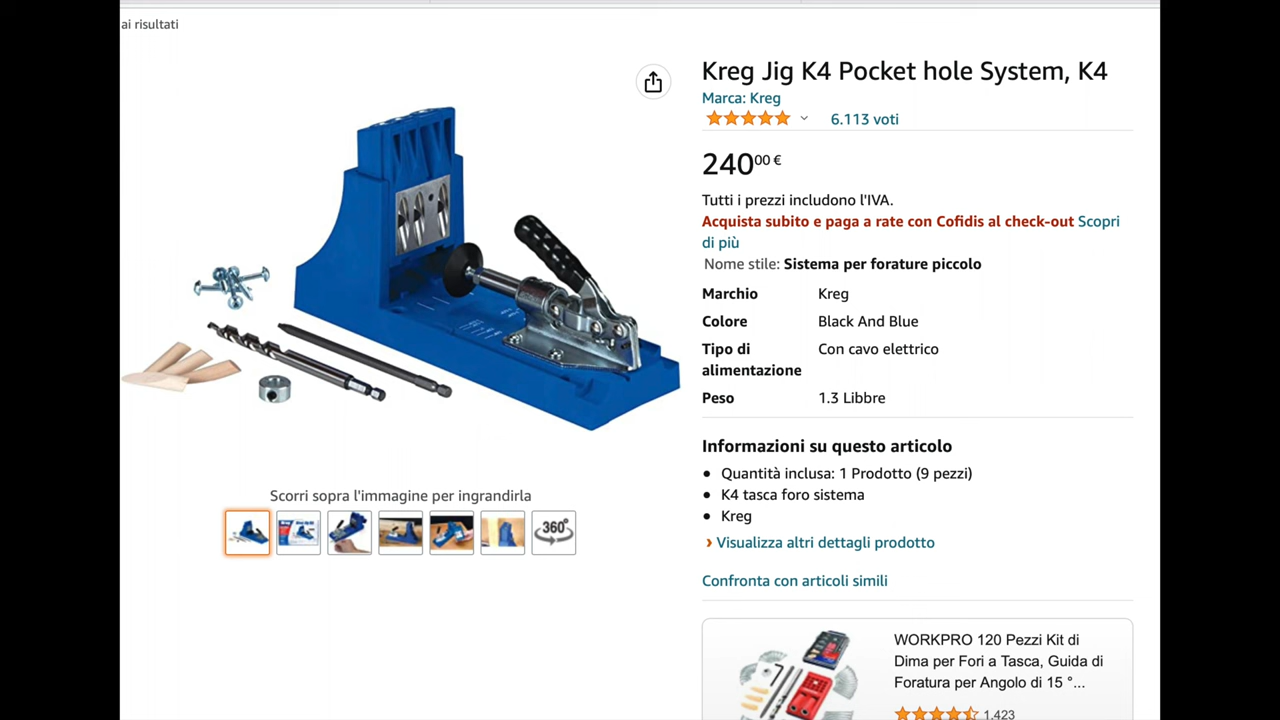 ai risultati
Kreg Jig K4 Pocket hole System, K4
Marca: Kreg
6.113 voti
240⁰⁰ €
Tutti i prezzi includono l'IVA.
Acquista subito e paga a rate con Cofidis al check-out Scopri
di più
Nome stile: Sistema per forature piccolo
Marchio Kreg
Colore Black And Blue
Tipo di Con cavo elettrico
alimentazione
Peso 1.3 Libbre
Informazioni su questo articolo
• Quantità inclusa: 1 Prodotto (9 pezzi)
• K4 tasca foro sistema
• Kreg
› Visualizza altri dettagli prodotto
Confronta con articoli simili
Scorri sopra l'immagine per ingrandirla
360°
WORKPRO 120 Pezzi Kit di
Dima per Fori a Tasca, Guida di
Foratura per Angolo di 15 °...
1.423